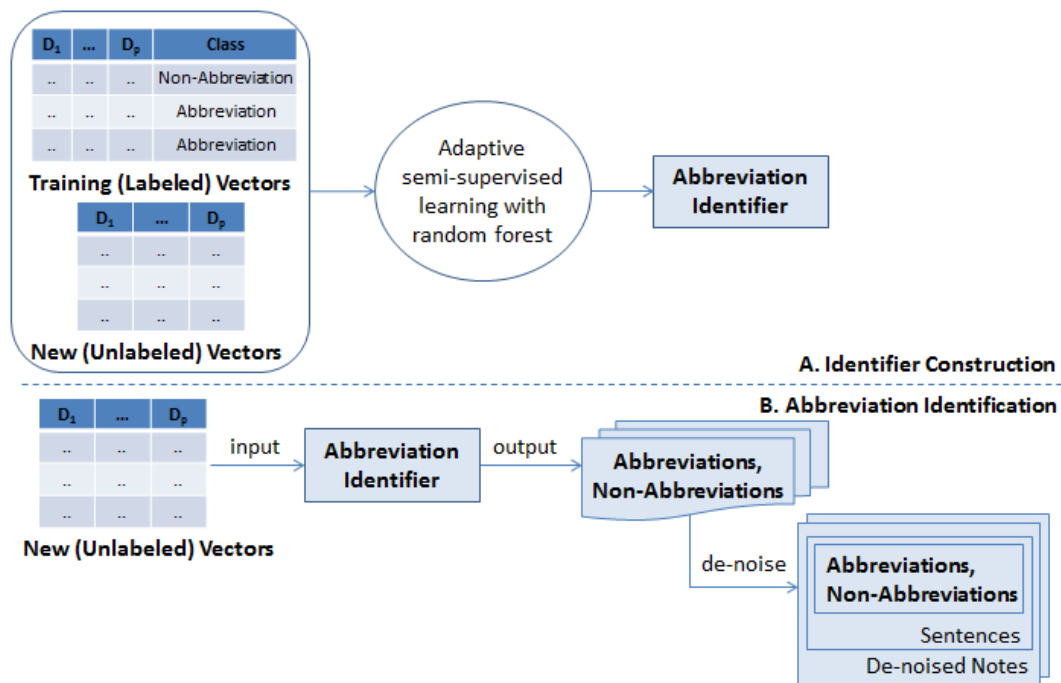 D1 ... Dp Class
.. .. .. Non-Abbreviation
.. .. .. Abbreviation
.. .. .. Abbreviation
Training (Labeled) Vectors
D1 ... Dp
.. .. ..
.. .. ..
.. .. ..
New (Unlabeled) Vectors
Adaptive
semi-supervised
learning with
random forest
Abbreviation
Identifier
A. Identifier Construction
B. Abbreviation Identification
D1 ... Dp
.. .. ..
.. .. ..
.. .. ..
New (Unlabeled) Vectors
input
Abbreviation
Identifier
output
Abbreviations,
Non-Abbreviations
de-noise
Abbreviations,
Non-Abbreviations
Sentences
De-noised Notes